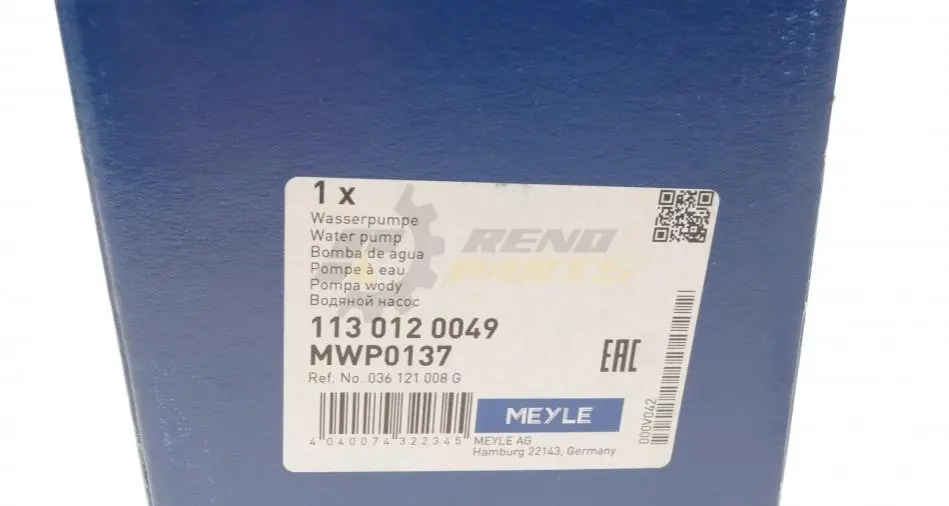 1 x
Wasserpumpe
Water pump
Bomba de agua
Pompe à eau
Pompa wody
Водяной насос
RENO
PARTS
113 012 0049
MWP0137
Ref. No. 036 121 008 G
EAC
MEYLE
4 040074 322345
MEYLE AG
Hamburg 22143, Germany
000V042